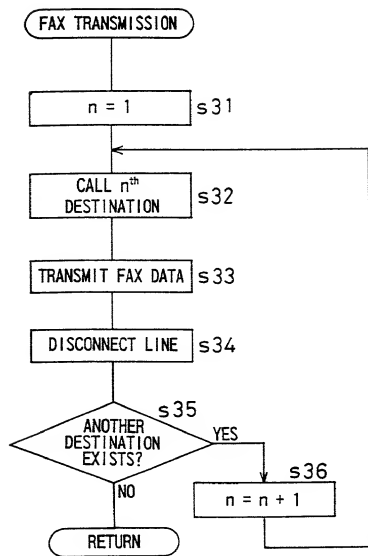 FAX TRANSMISSION
n = 1
s31
CALL nth
DESTINATION
s32
TRANSMIT FAX DATA
s33
DISCONNECT LINE
s34
s35
ANOTHER
DESTINATION
EXISTS?
YES
NO
s36
n = n + 1
RETURN